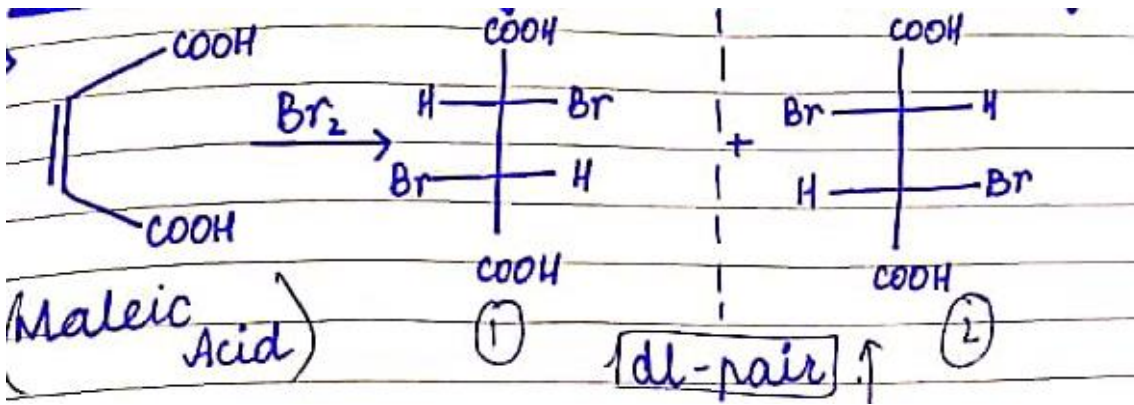 COOH COOH COOH
Br₂ H Br Br H
+
Br H H Br
COOH COOH COOH
(Maleic Acid) ① dl-pair ↑ ②